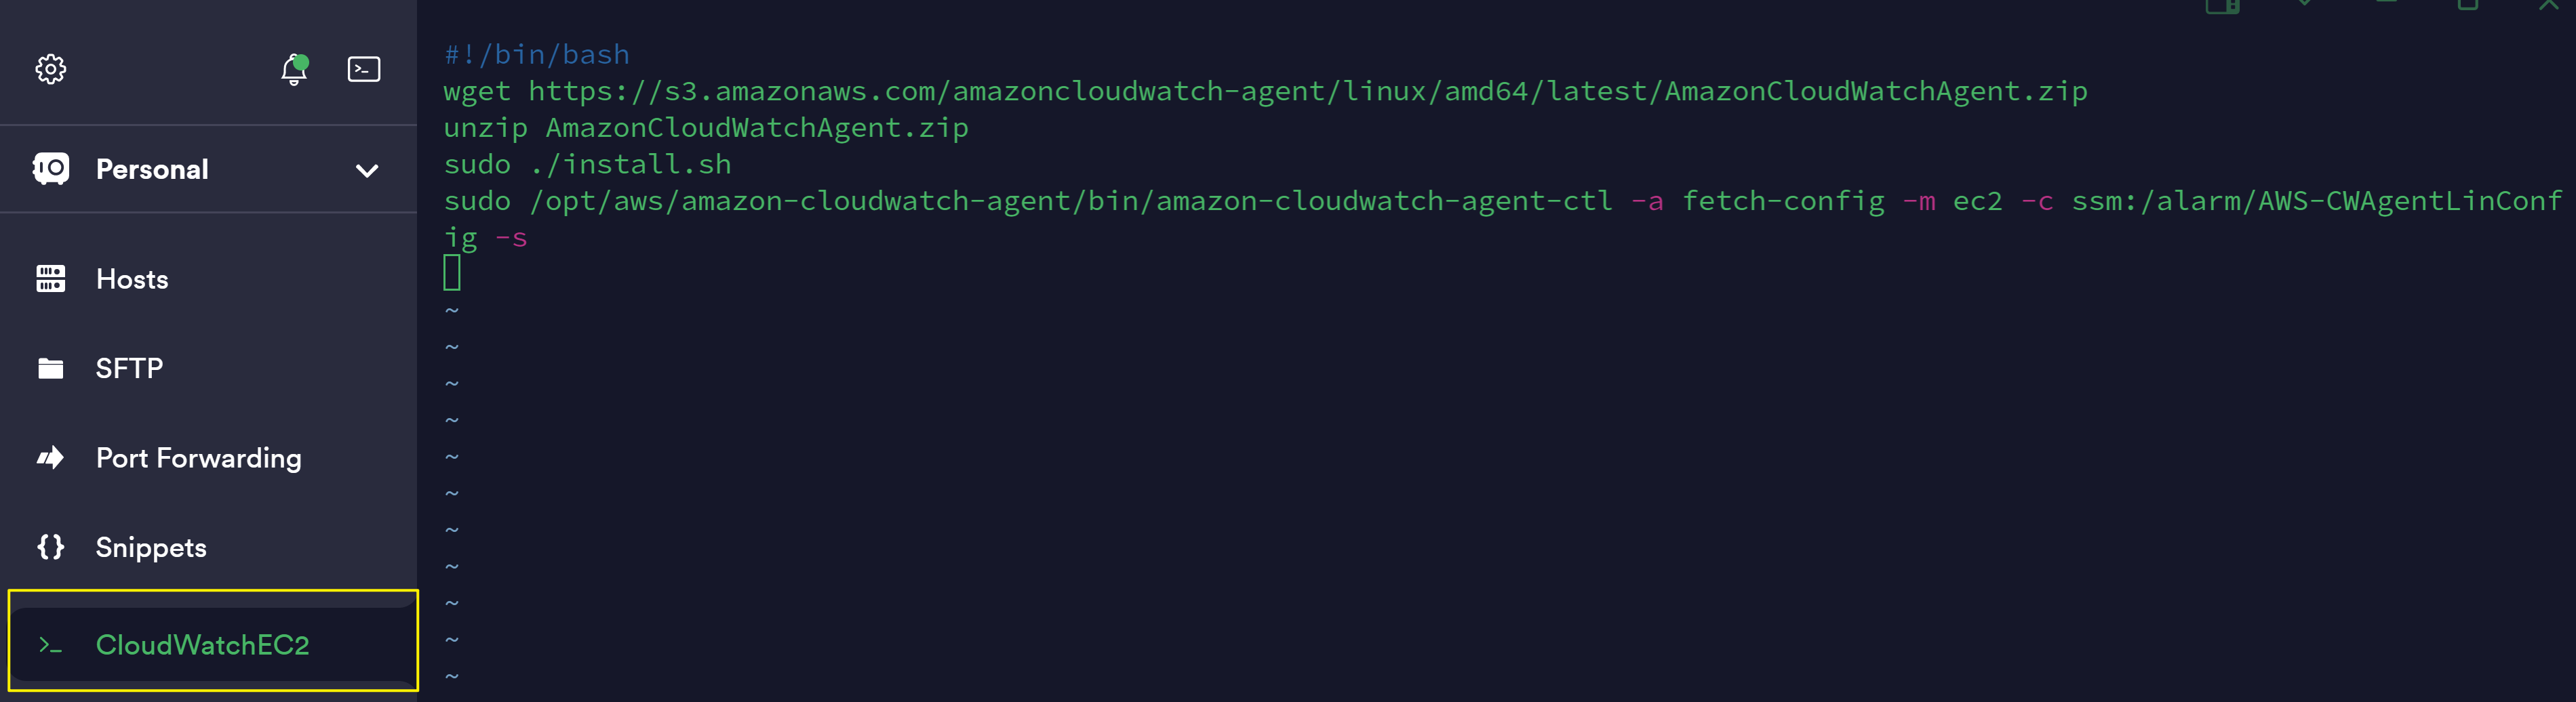 Personal
Hosts
SFTP
Port Forwarding
Snippets
>_ CloudWatchEC2
#!/bin/bash
wget https://s3.amazonaws.com/amazoncloudwatch-agent/linux/amd64/latest/AmazonCloudWatchAgent.zip
unzip AmazonCloudWatchAgent.zip
sudo ./install.sh
sudo /opt/aws/amazon-cloudwatch-agent/bin/amazon-cloudwatch-agent-ctl -a fetch-config -m ec2 -c ssm:/alarm/AWS-CWAgentLinConf
ig -s
~
~
~
~
~
~
~
~
~
~
~